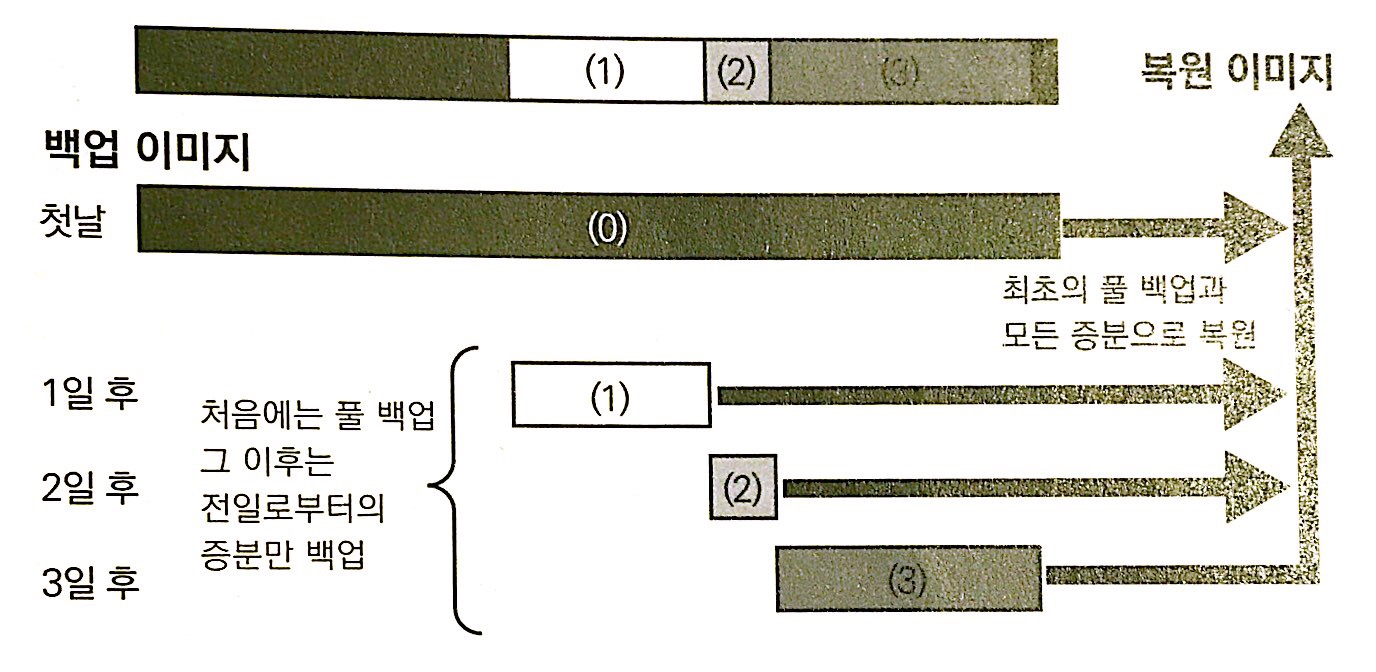 (1) (2) (3)
복원 이미지
백업 이미지
첫날
(0)
최초의 풀 백업과
모든 증분으로 복원
1일 후
(1)
처음에는 풀 백업
그 이후는
전일로부터의
증분만 백업
2일 후
(2)
3일 후
(3)